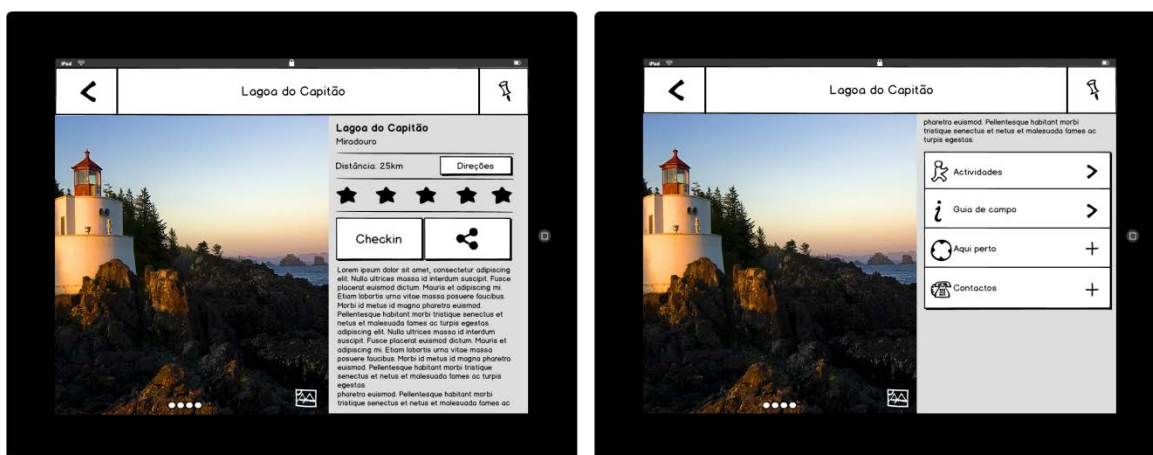 iPad
Lagoa do Capitão
Lagoa do Capitão
Miradouro
Distância: 25km
Direções
Checkin
Lorem ipsum dolor sit amet, consectetur adipiscing
elit. Nulla ultrices massa id interdum suscipit. Fusce
placerat euismod dictum. Mauris et adipiscing mi.
Etiam lobortis urna vitae massa posuere faucibus.
Morbi id metus id magna pharetra euismod.
Pellentesque habitant morbi tristique senectus et
netus et malesuada fames ac turpis egestas.
adipiscing elit. Nulla ultrices massa id interdum
suscipit. Fusce placerat euismod dictum. Mauris et
adipiscing mi. Etiam lobortis urna vitae massa
posuere faucibus. Morbi id metus id magna pharetra
euismod. Pellentesque habitant morbi tristique
senectus et netus et malesuada fames ac turpis
egestas.
pharetra euismod. Pellentesque habitant morbi
tristique senectus et netus et malesuada fames ac
iPad
Lagoa do Capitão
pharetra euismod. Pellentesque habitant morbi
tristique senectus et netus et malesuada fames ac
turpis egestas.
Actividades
Guia de campo
Aqui perto
Contactos